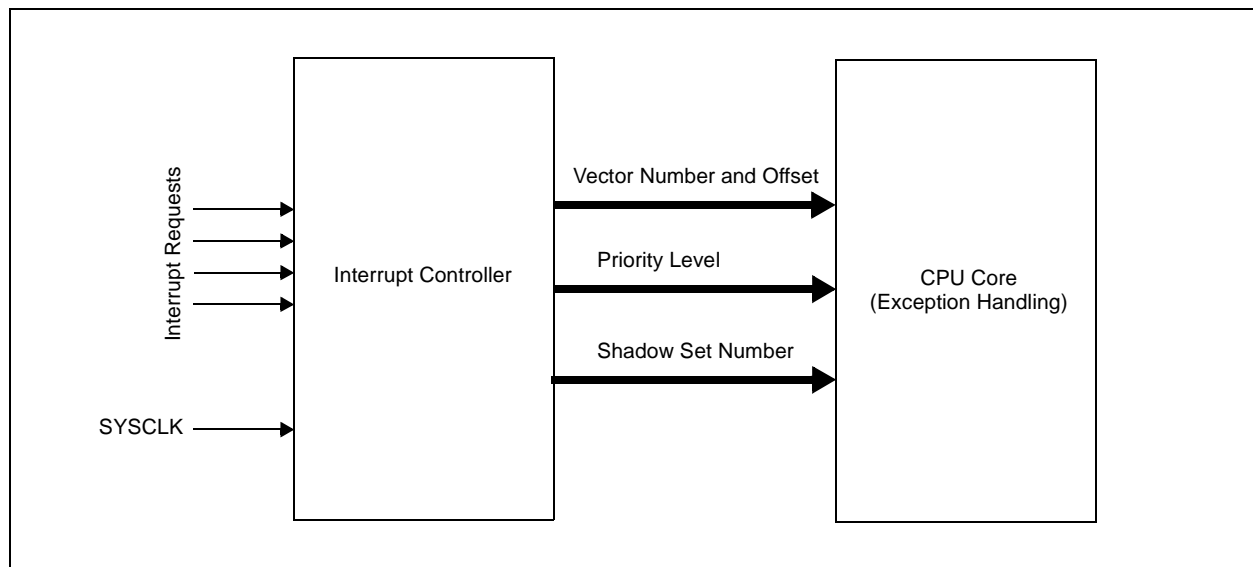 Interrupt Requests
SYSCLK
Interrupt Controller
Vector Number and Offset
Priority Level
Shadow Set Number
CPU Core
(Exception Handling)